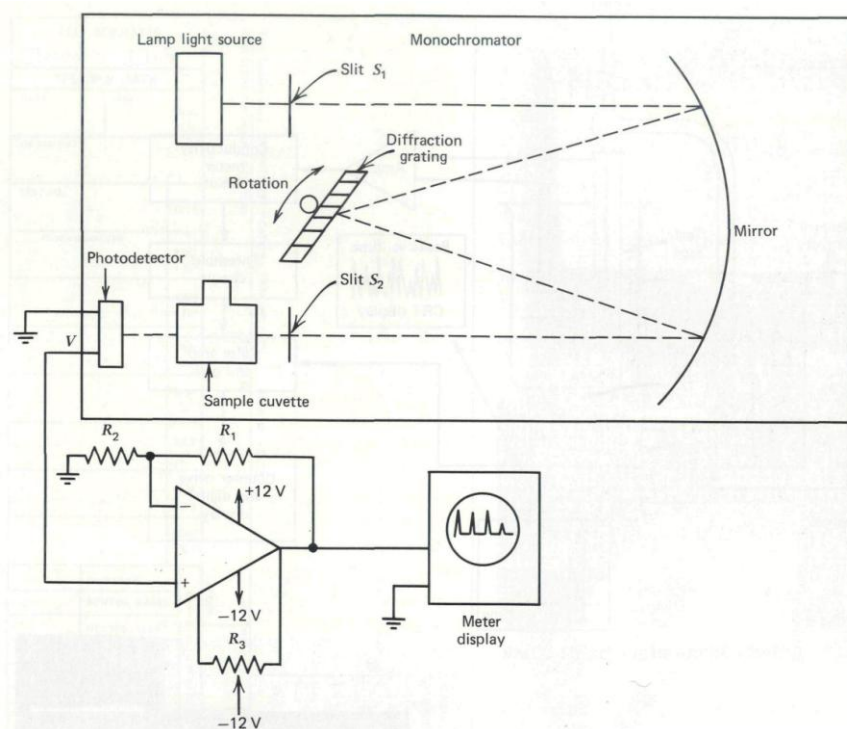 Lamp light source
Monochromator
Slit S₁
Diffraction
grating
Rotation
Mirror
Photodetector
Slit S₂
V
Sample cuvette
R₂
R₁
+12 V
−
+
−12 V
R₃
−12 V
Meter
display